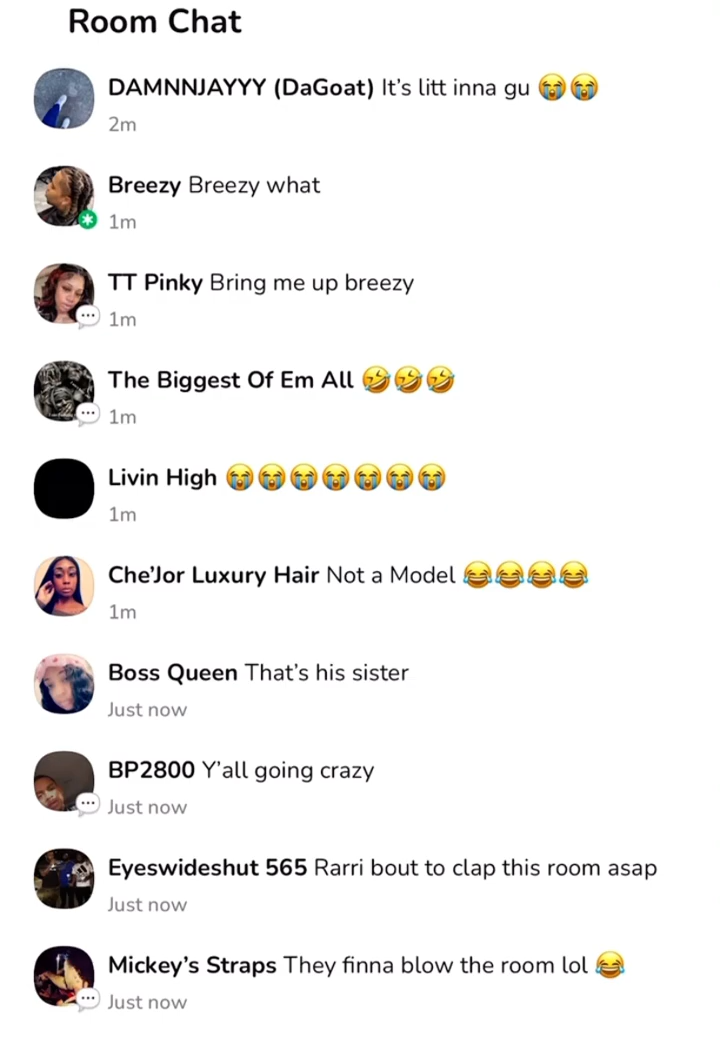 Room Chat
DAMNNJAYYY (DaGoat) It’s litt inna gu 😭😭
2m
Breezy Breezy what
1m
TT Pinky Bring me up breezy
1m
The Biggest Of Em All 🤣🤣🤣
1m
Livin High 😭😭😭😭😭😭😭
1m
Che’Jor Luxury Hair Not a Model 😂😂😂😂
1m
Boss Queen That’s his sister
Just now
BP2800 Y’all going crazy
Just now
Eyeswideshut 565 Rarri bout to clap this room asap
Just now
Mickey’s Straps They finna blow the room lol 😂
Just now